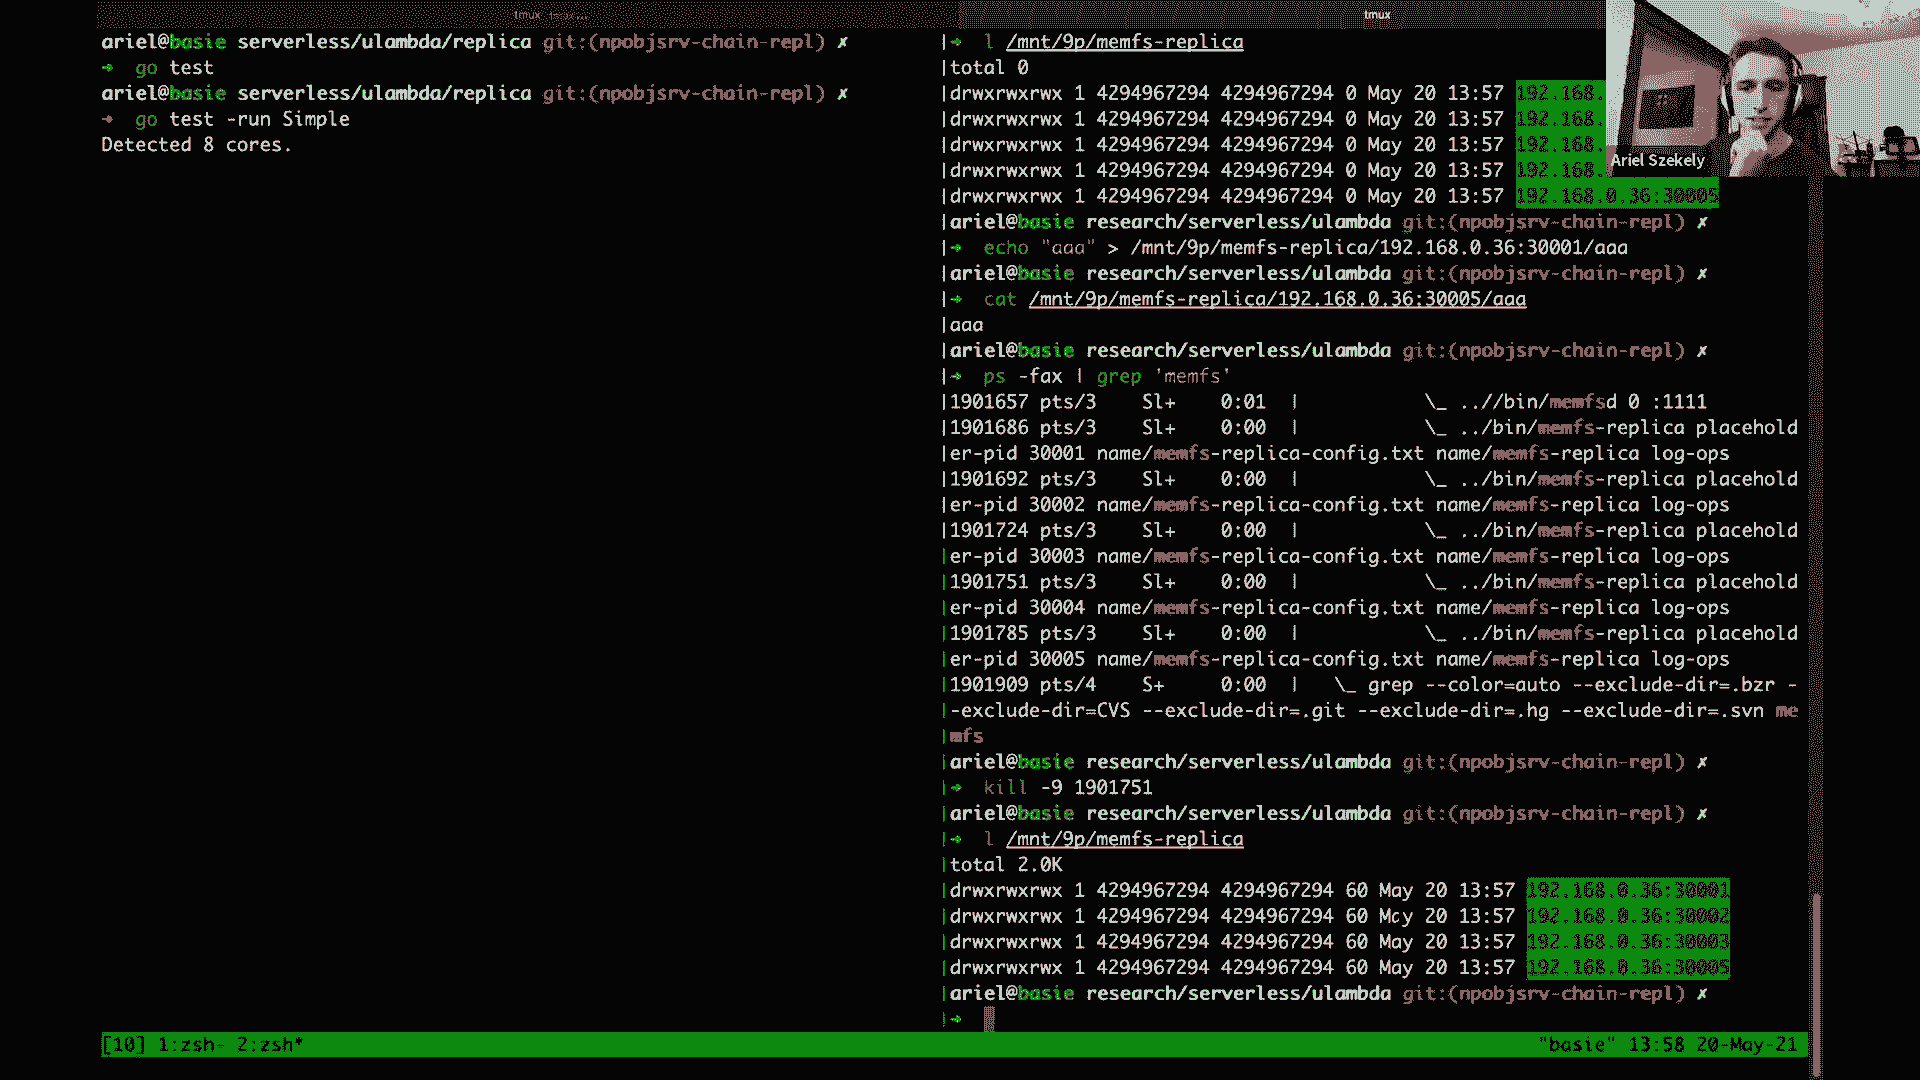 tmux tmux...
ariel@basie serverless/ulambda/replica git:(npobjsrv-chain-repl) ✗
➜ go test
ariel@basie serverless/ulambda/replica git:(npobjsrv-chain-repl) ✗
➜ go test -run Simple
Detected 8 cores.
tmux
|➜ l /mnt/9p/memfs-replica
|total 0
|drwxrwxrwx 1 4294967294 4294967294 0 May 20 13:57 192.168.
|drwxrwxrwx 1 4294967294 4294967294 0 May 20 13:57 192.168.
|drwxrwxrwx 1 4294967294 4294967294 0 May 20 13:57 192.168.
|drwxrwxrwx 1 4294967294 4294967294 0 May 20 13:57 192.168.
|drwxrwxrwx 1 4294967294 4294967294 0 May 20 13:57 192.168.0.36:30005
|ariel@basie research/serverless/ulambda git:(npobjsrv-chain-repl) ✗
|➜ echo "aaa" > /mnt/9p/memfs-replica/192.168.0.36:30001/aaa
|ariel@basie research/serverless/ulambda git:(npobjsrv-chain-repl) ✗
|➜ cat /mnt/9p/memfs-replica/192.168.0.36:30005/aaa
|aaa
|ariel@basie research/serverless/ulambda git:(npobjsrv-chain-repl) ✗
|➜ ps -fax | grep 'memfs'
|1901657 pts/3 Sl+ 0:01 | \_ ..//bin/memfsd 0 :1111
|1901686 pts/3 Sl+ 0:00 | \_ ../bin/memfs-replica placehold
|er-pid 30001 name/memfs-replica-config.txt name/memfs-replica log-ops
|1901692 pts/3 Sl+ 0:00 | \_ ../bin/memfs-replica placehold
|er-pid 30002 name/memfs-replica-config.txt name/memfs-replica log-ops
|1901724 pts/3 Sl+ 0:00 | \_ ../bin/memfs-replica placehold
|er-pid 30003 name/memfs-replica-config.txt name/memfs-replica log-ops
|1901751 pts/3 Sl+ 0:00 | \_ ../bin/memfs-replica placehold
|er-pid 30004 name/memfs-replica-config.txt name/memfs-replica log-ops
|1901785 pts/3 Sl+ 0:00 | \_ ../bin/memfs-replica placehold
|er-pid 30005 name/memfs-replica-config.txt name/memfs-replica log-ops
|1901909 pts/4 S+ 0:00 | \_ grep --color=auto --exclude-dir=.bzr -
|-exclude-dir=CVS --exclude-dir=.git --exclude-dir=.hg --exclude-dir=.svn me
|mfs
|ariel@basie research/serverless/ulambda git:(npobjsrv-chain-repl) ✗
|➜ kill -9 1901751
|ariel@basie research/serverless/ulambda git:(npobjsrv-chain-repl) ✗
|➜ l /mnt/9p/memfs-replica
|total 2.0K
|drwxrwxrwx 1 4294967294 4294967294 60 May 20 13:57 192.168.0.36:30001
|drwxrwxrwx 1 4294967294 4294967294 60 May 20 13:57 192.168.0.36:30002
|drwxrwxrwx 1 4294967294 4294967294 60 May 20 13:57 192.168.0.36:30003
|drwxrwxrwx 1 4294967294 4294967294 60 May 20 13:57 192.168.0.36:30005
|ariel@basie research/serverless/ulambda git:(npobjsrv-chain-repl) ✗
|➜
Ariel Szekely
[10] 1:zsh- 2:zsh* "basie" 13:58 20-May-21